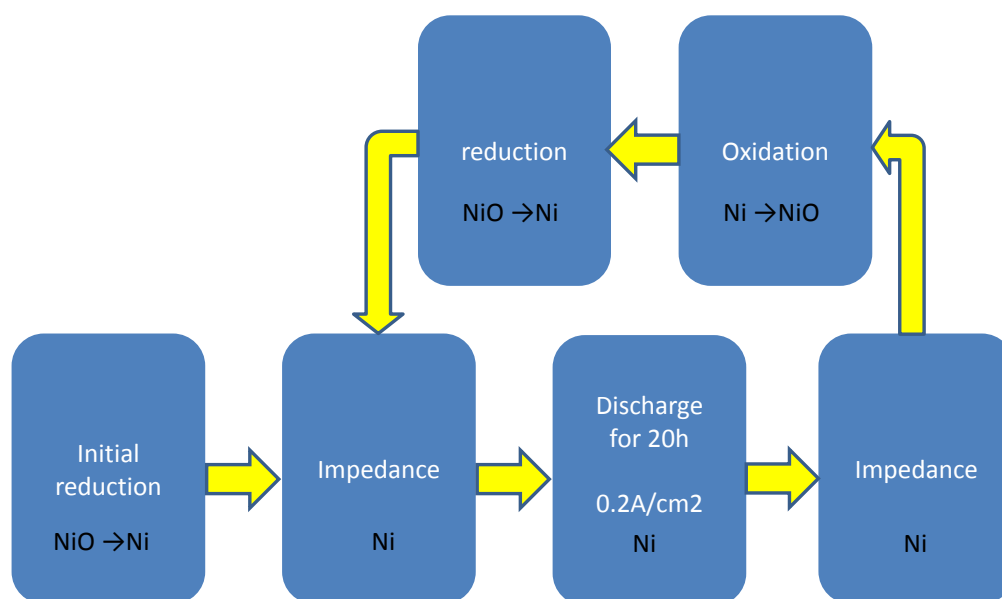 reduction
NiO →Ni
Oxidation
Ni →NiO
Initial
reduction
NiO →Ni
Impedance
Ni
Discharge
for 20h
0.2A/cm2
Ni
Impedance
Ni